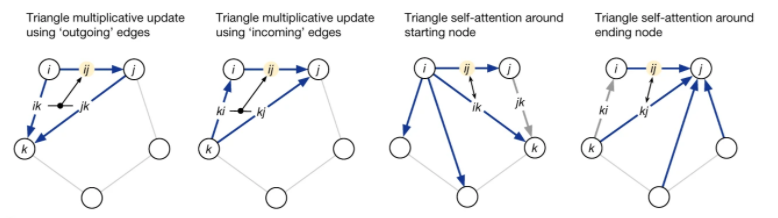 Triangle multiplicative update
using ‘outgoing’ edges
Triangle multiplicative update
using ‘incoming’ edges
Triangle self-attention around
starting node
Triangle self-attention around
ending node
i ij j
ik jk
k
i ij j
ki kj
k
i ij j
ik jk
k
i ij j
ki kj
k